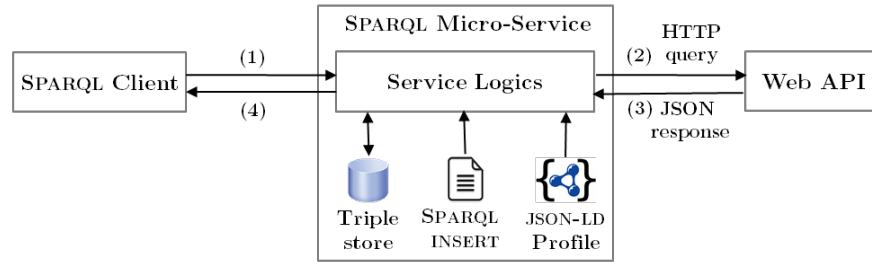 SPARQL Micro-Service
SPARQL Client
(1)
(4)
Service Logics
(2) HTTP
query
(3) JSON
response
Web API
Triple
store
SPARQL
INSERT
JSON-LD
Profile